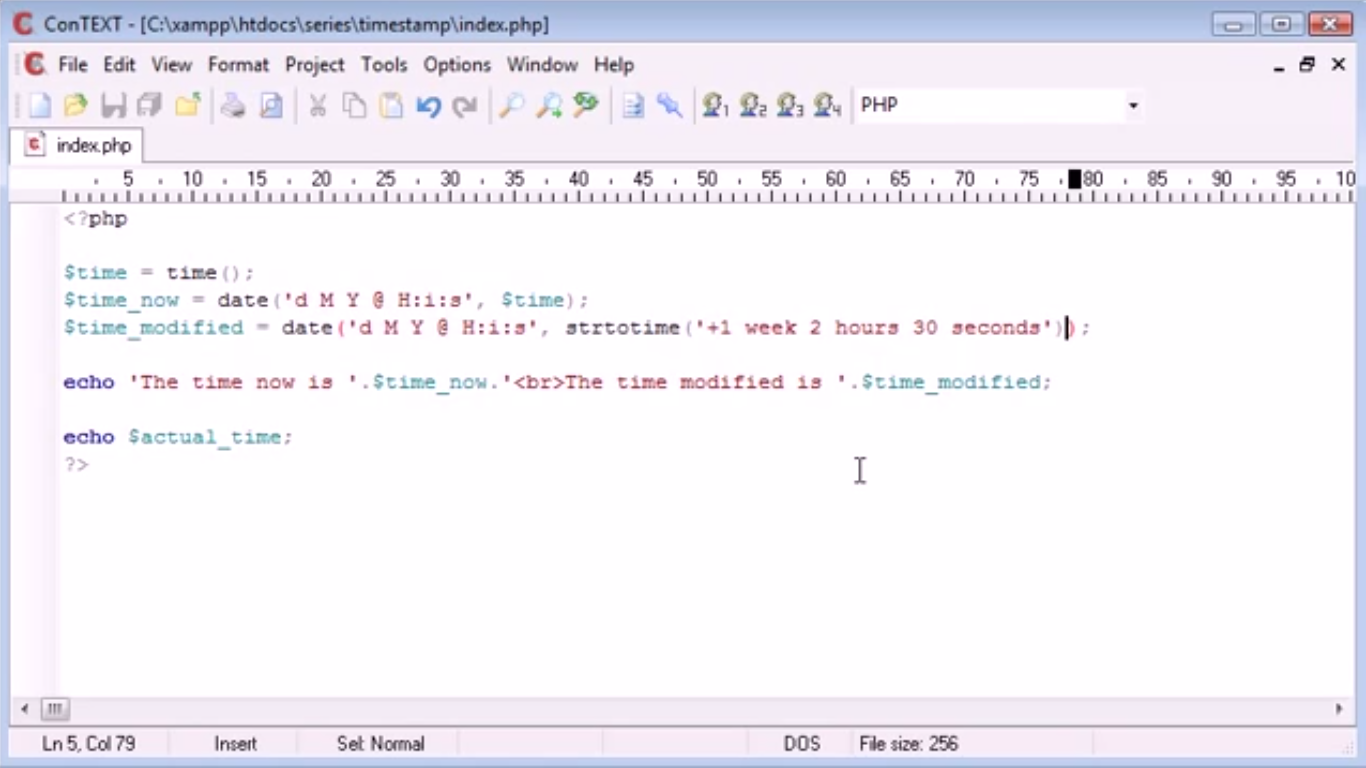 ConTEXT - [C:\xampp\htdocs\series\timestamp\index.php]
File Edit View Format Project Tools Options Window Help
1 2 3 4 PHP
index.php
5 10 15 20 25 30 35 40 45 50 55 60 65 70 75 80 85 90 95 10
<?php
$time = time();
$time_now = date('d M Y @ H:i:s', $time);
$time_modified = date('d M Y @ H:i:s', strtotime('+1 week 2 hours 30 seconds'));
echo 'The time now is '.$time_now.'<br>The time modified is '.$time_modified;
echo $actual_time;
?>
Ln 5, Col 79 Insert Sel: Normal DOS File size: 256